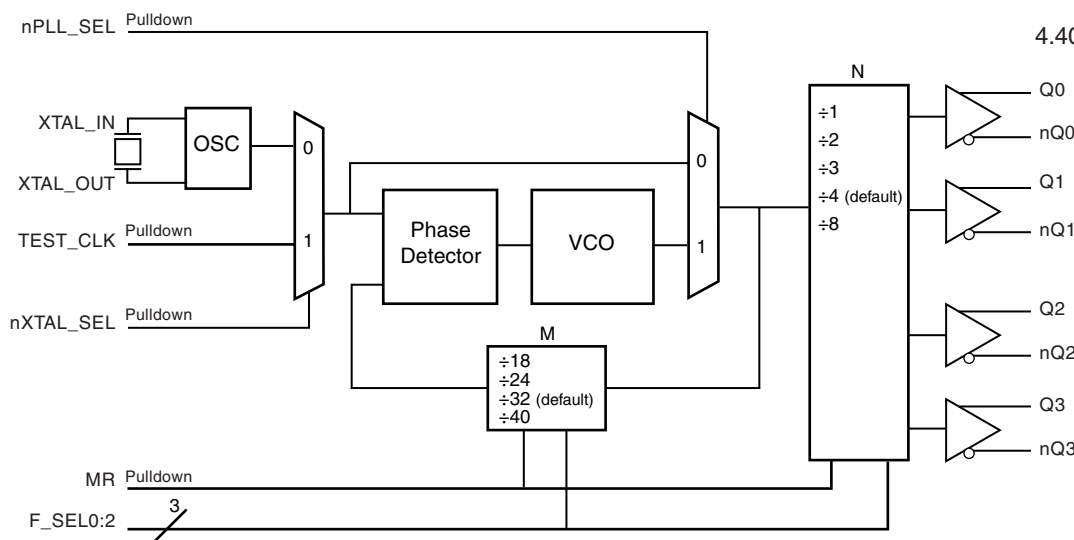 nPLL_SEL Pulldown
4.40
N
XTAL_IN
OSC
XTAL_OUT
0
1
TEST_CLK Pulldown
nXTAL_SEL Pulldown
Phase
Detector
VCO
0
1
÷1
÷2
÷3
÷4 (default)
÷8
M
÷18
÷24
÷32 (default)
÷40
Q0
nQ0
Q1
nQ1
Q2
nQ2
Q3
nQ3
MR Pulldown
F_SEL0:2
3